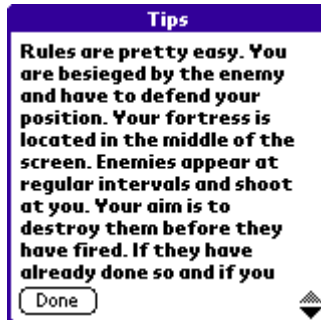 Tips
Rules are pretty easy. You
are besieged by the enemy
and have to defend your
position. Your fortress is
located in the middle of the
screen. Enemies appear at
regular intervals and shoot
at you. Your aim is to
destroy them before they
have fired. If they have
already done so and if you
Done